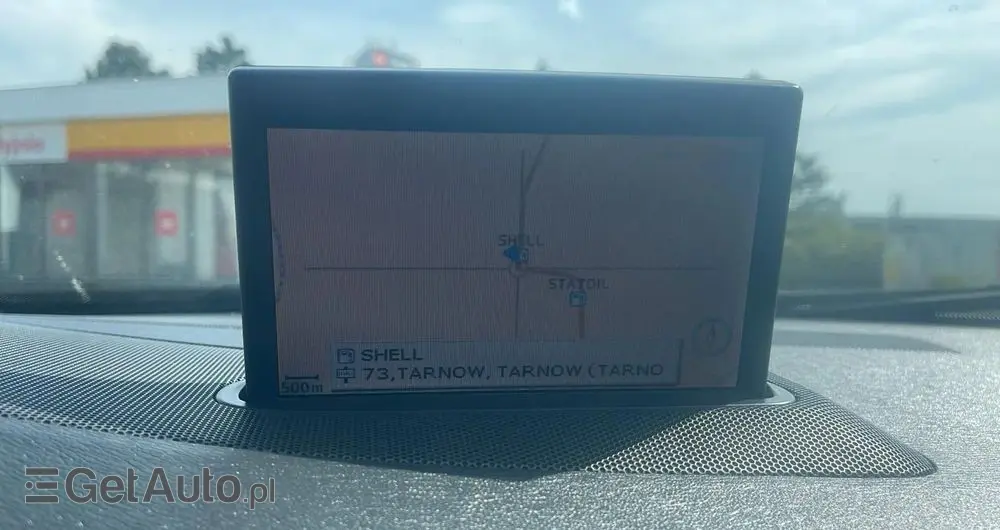 SHELL
STATOIL
SHELL
73,TARNOW, TARNOW (TARNO
500m
GetAuto.pl